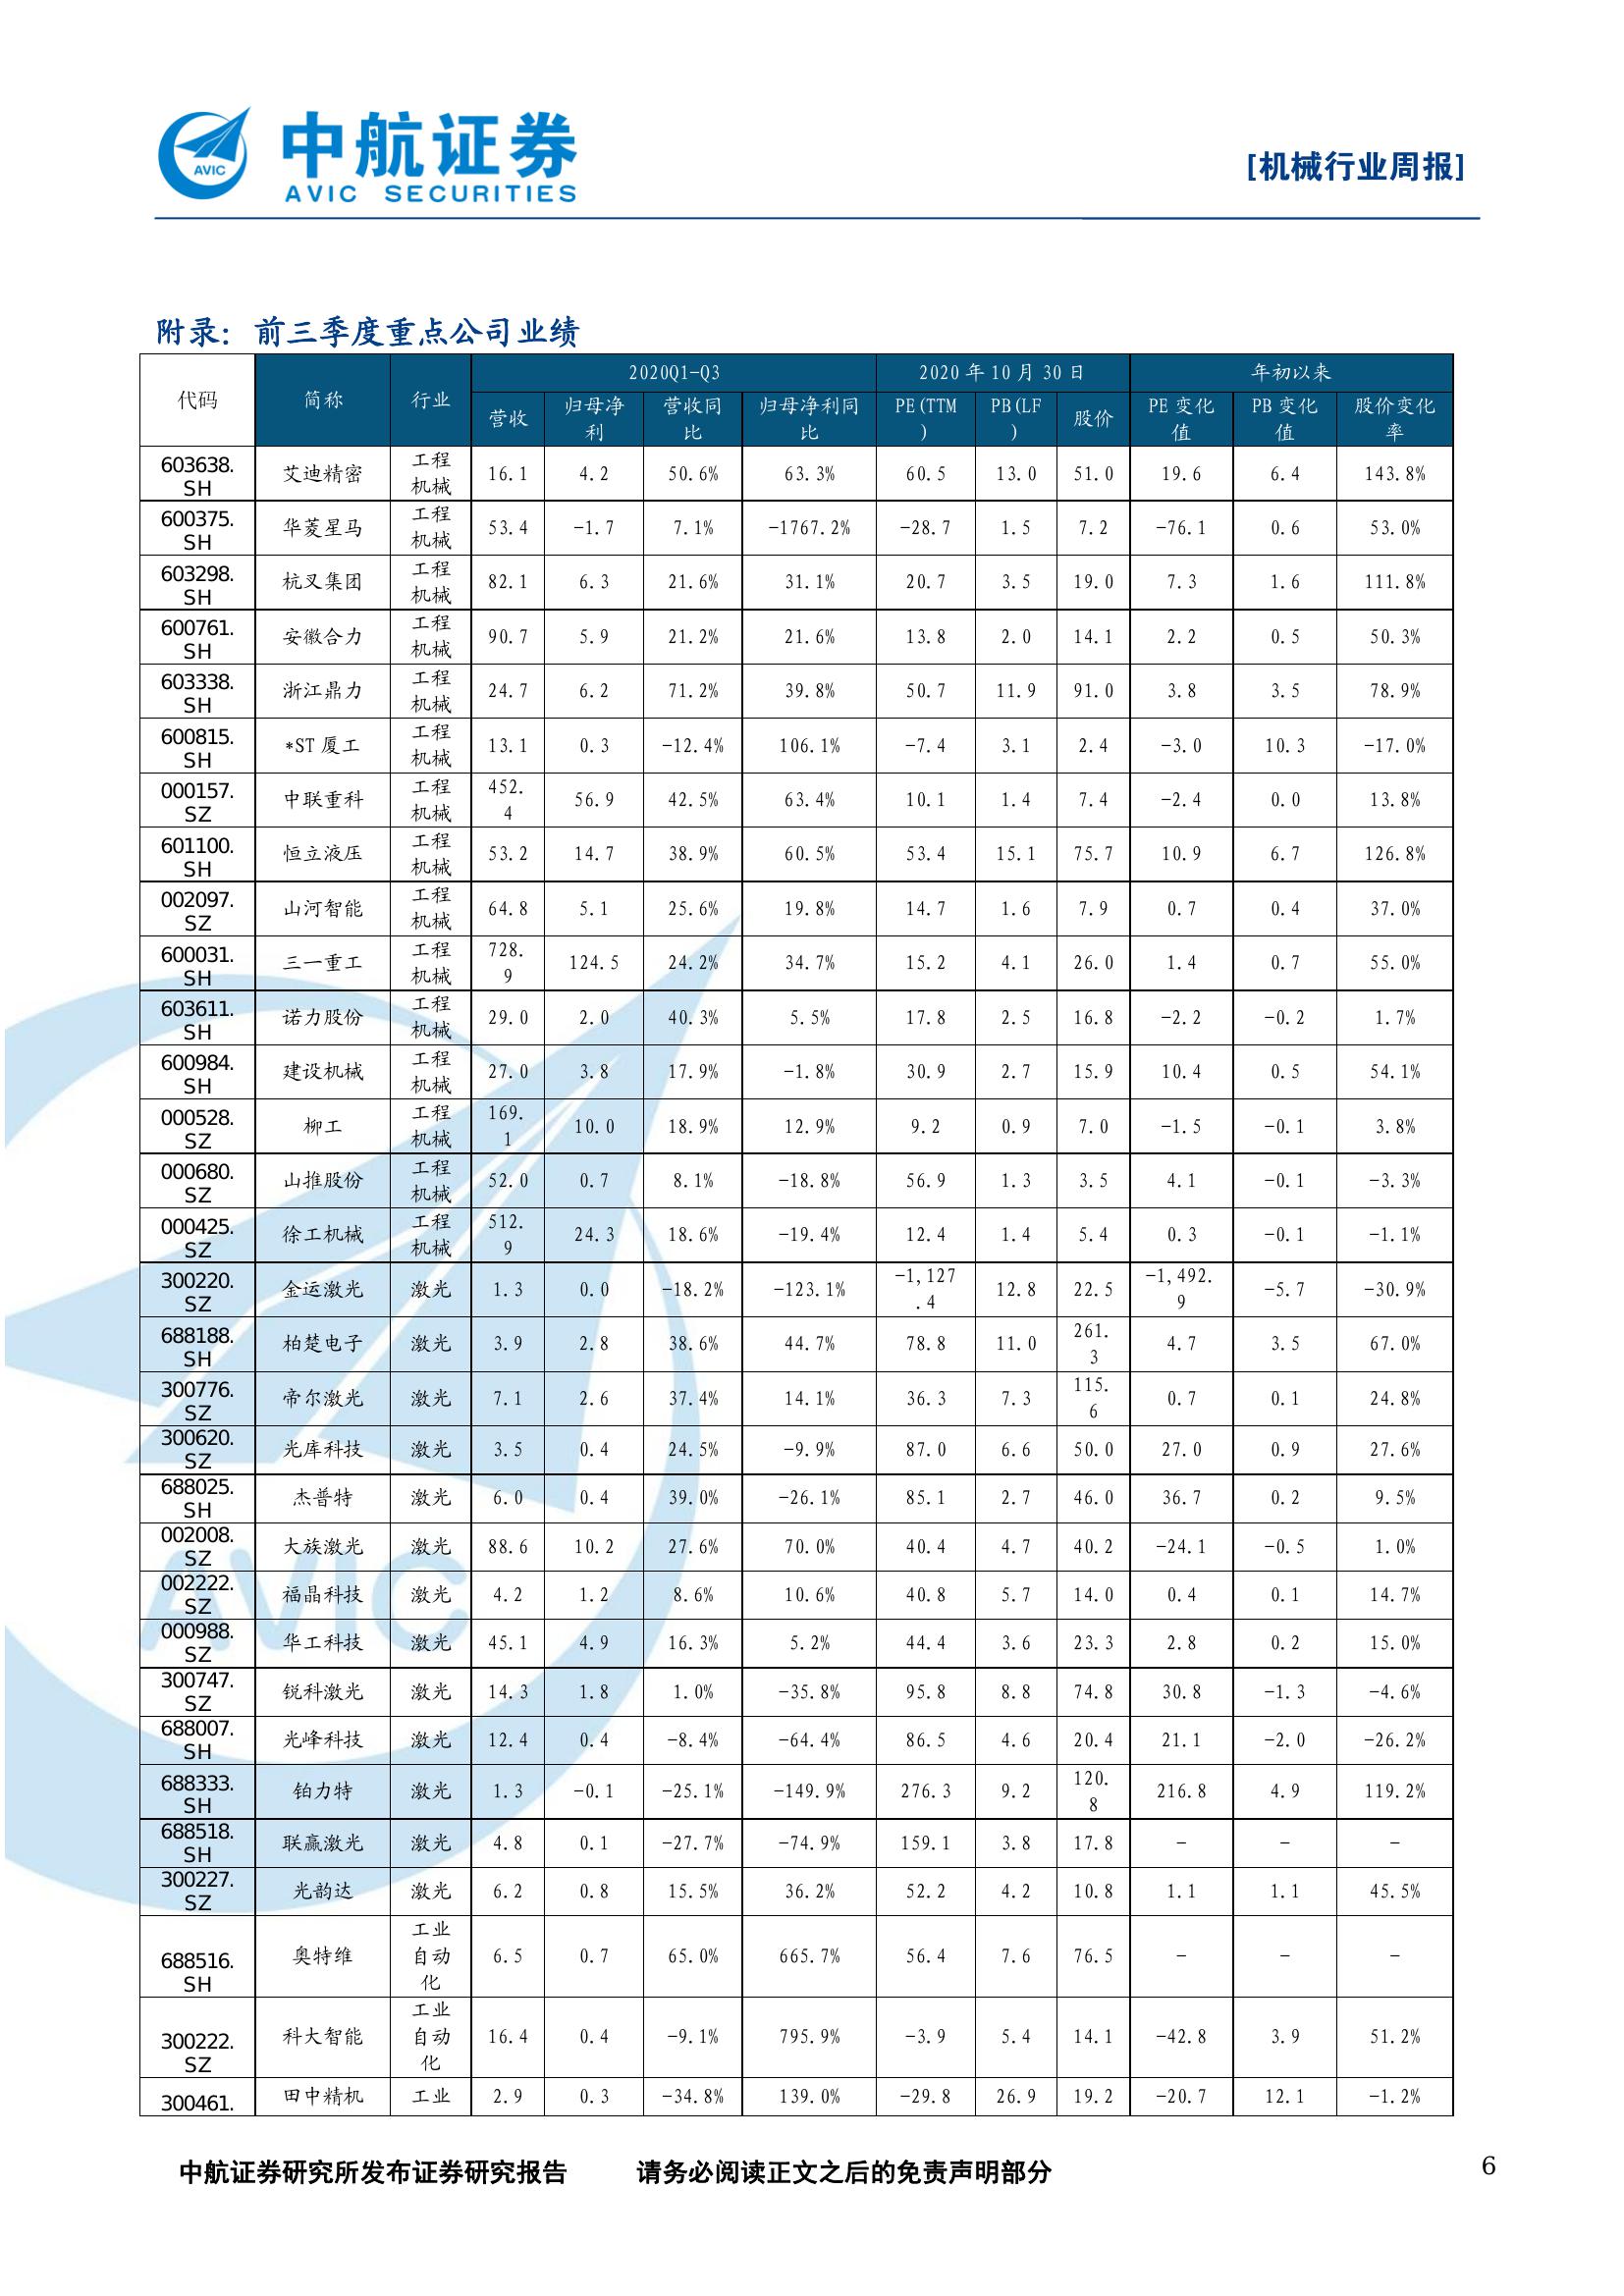 中航证券
AVIC SECURITIES
AVIC
[机械行业周报]
附录：前三季度重点公司业绩
代码 简称 行业 2020Q1-Q3 2020 年 10 月 30 日 年初以来
营收 归母净利 营收同比 归母净利同比 PE(TTM) PB(LF) 股价 PE 变化值 PB 变化值 股价变化率
603638.SH 艾迪精密 工程机械 16.1 4.2 50.6% 63.3% 60.5 13.0 51.0 19.6 6.4 143.8%
600375.SH 华菱星马 工程机械 53.4 -1.7 7.1% -1767.2% -28.7 1.5 7.2 -76.1 0.6 53.0%
603298.SH 杭叉集团 工程机械 82.1 6.3 21.6% 31.1% 20.7 3.5 19.0 7.3 1.6 111.8%
600761.SH 安徽合力 工程机械 90.7 5.9 21.2% 21.6% 13.8 2.0 14.1 2.2 0.5 50.3%
603338.SH 浙江鼎力 工程机械 24.7 6.2 71.2% 39.8% 50.7 11.9 91.0 3.8 3.5 78.9%
600815.SH *ST 厦工 工程机械 13.1 0.3 -12.4% 106.1% -7.4 3.1 2.4 -3.0 10.3 -17.0%
000157.SZ 中联重科 工程机械 452.4 56.9 42.5% 63.4% 10.1 1.4 7.4 -2.4 0.0 13.8%
601100.SH 恒立液压 工程机械 53.2 14.7 38.9% 60.5% 53.4 15.1 75.7 10.9 6.7 126.8%
002097.SZ 山河智能 工程机械 64.8 5.1 25.6% 19.8% 14.7 1.6 7.9 0.7 0.4 37.0%
600031.SH 三一重工 工程机械 728.9 124.5 24.2% 34.7% 15.2 4.1 26.0 1.4 0.7 55.0%
603611.SH 诺力股份 工程机械 29.0 2.0 40.3% 5.5% 17.8 2.5 16.8 -2.2 -0.2 1.7%
600984.SH 建设机械 工程机械 27.0 3.8 17.9% -1.8% 30.9 2.7 15.9 10.4 0.5 54.1%
000528.SZ 柳工 工程机械 169.1 10.0 18.9% 12.9% 9.2 0.9 7.0 -1.5 -0.1 3.8%
000680.SZ 山推股份 工程机械 52.0 0.7 8.1% -18.8% 56.9 1.3 3.5 4.1 -0.1 -3.3%
000425.SZ 徐工机械 工程机械 512.9 24.3 18.6% -19.4% 12.4 1.4 5.4 0.3 -0.1 -1.1%
300220.SZ 金运激光 激光 1.3 0.0 -18.2% -123.1% -1,127.4 12.8 22.5 -1,492.9 -5.7 -30.9%
688188.SH 柏楚电子 激光 3.9 2.8 38.6% 44.7% 78.8 11.0 261.3 4.7 3.5 67.0%
300776.SZ 帝尔激光 激光 7.1 2.6 37.4% 14.1% 36.3 7.3 115.6 0.7 0.1 24.8%
300620.SZ 光库科技 激光 3.5 0.4 24.5% -9.9% 87.0 6.6 50.0 27.0 0.9 27.6%
688025.SH 杰普特 激光 6.0 0.4 39.0% -26.1% 85.1 2.7 46.0 36.7 0.2 9.5%
002008.SZ 大族激光 激光 88.6 10.2 27.6% 70.0% 40.4 4.7 40.2 -24.1 -0.5 1.0%
002222.SZ 福晶科技 激光 4.2 1.2 8.6% 10.6% 40.8 5.7 14.0 0.4 0.1 14.7%
000988.SZ 华工科技 激光 45.1 4.9 16.3% 5.2% 44.4 3.6 23.3 2.8 0.2 15.0%
300747.SZ 锐科激光 激光 14.3 1.8 1.0% -35.8% 95.8 8.8 74.8 30.8 -1.3 -4.6%
688007.SH 光峰科技 激光 12.4 0.4 -8.4% -64.4% 86.5 4.6 20.4 21.1 -2.0 -26.2%
688333.SH 铂力特 激光 1.3 -0.1 -25.1% -149.9% 276.3 9.2 120.8 216.8 4.9 119.2%
688518.SH 联赢激光 激光 4.8 0.1 -27.7% -74.9% 159.1 3.8 17.8 - - -
300227.SZ 光韵达 激光 6.2 0.8 15.5% 36.2% 52.2 4.2 10.8 1.1 1.1 45.5%
688516.SH 奥特维 工业自动化 6.5 0.7 65.0% 665.7% 56.4 7.6 76.5 - - -
300222.SZ 科大智能 工业自动化 16.4 0.4 -9.1% 795.9% -3.9 5.4 14.1 -42.8 3.9 51.2%
300461. 田中精机 工业 2.9 0.3 -34.8% 139.0% -29.8 26.9 19.2 -20.7 12.1 -1.2%
AVIC
中航证券研究所发布证券研究报告 请务必阅读正文之后的免责声明部分
6